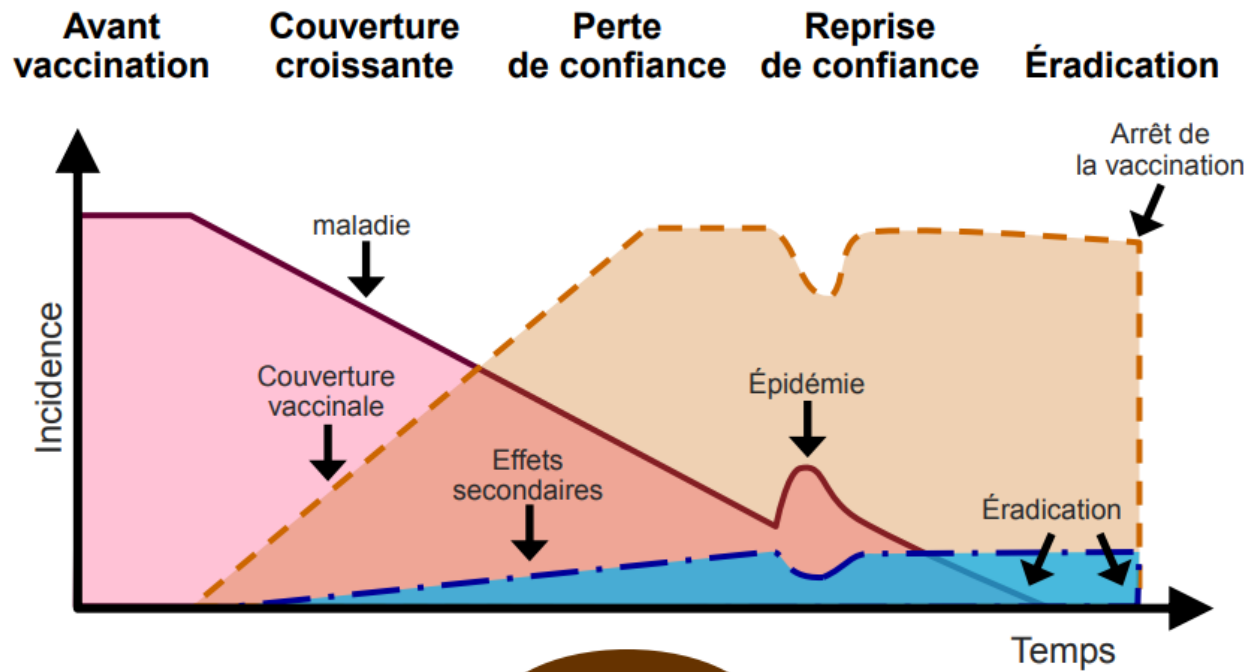 Avant
vaccination
Couverture
croissante
Perte
de confiance
Reprise
de confiance
Éradication
Arrêt de
la vaccination
maladie
Incidence
Couverture
vaccinale
Épidémie
Effets
secondaires
Éradication
Temps